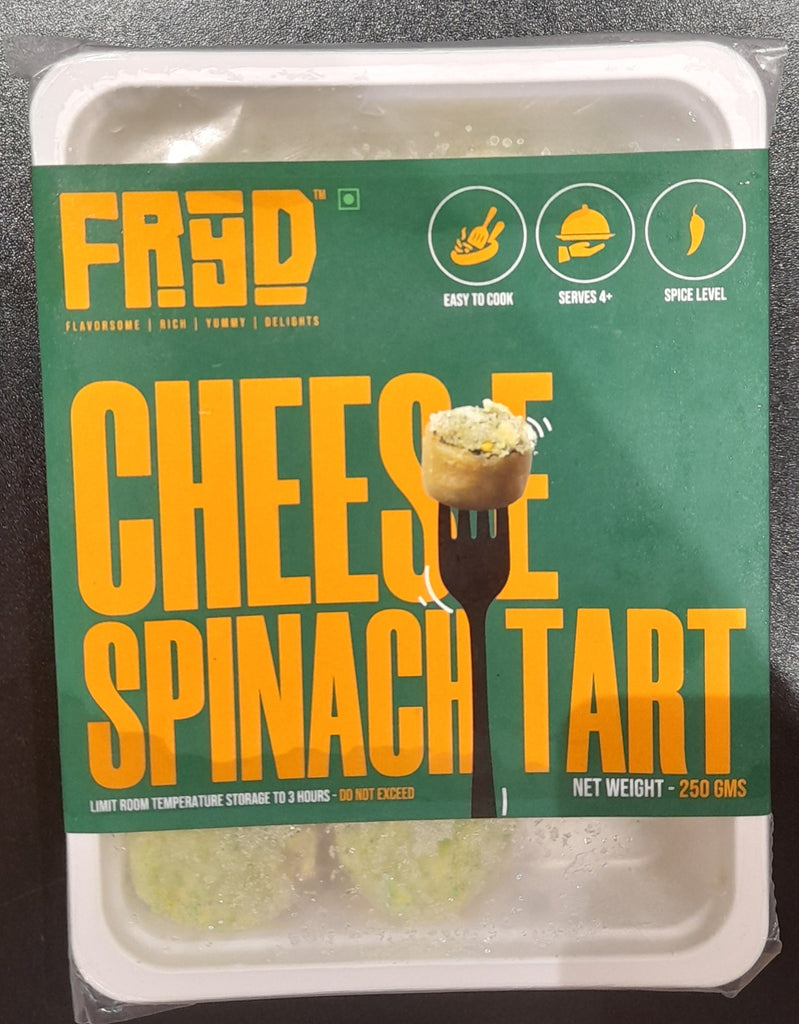 FRYD™
FLAVORSOME | RICH | YUMMY | DELIGHTS
EASY TO COOK
SERVES 4+
SPICE LEVEL
CHEESE
SPINACH TART
LIMIT ROOM TEMPERATURE STORAGE TO 3 HOURS - DO NOT EXCEED
NET WEIGHT - 250 GMS